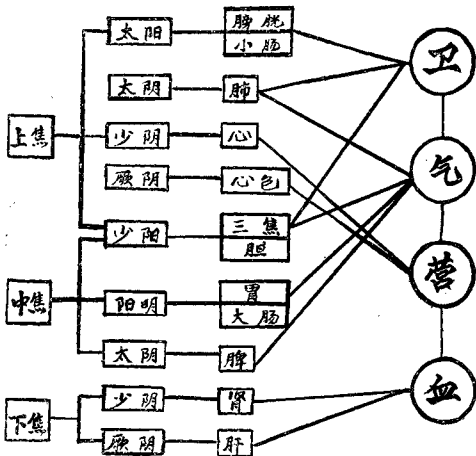 太阳
膀胱
小肠
卫
太阴
肺
上焦
少阴
心
气
厥阴
心色
少阳
三焦
胆
营
中焦
阳明
胃
大肠
太阴
脾
少阴
肾
血
下焦
厥阴
肝